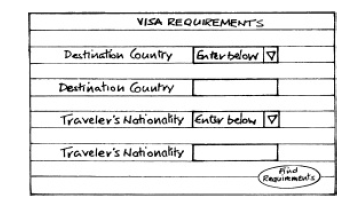 VISA REQUIREMENTS
Destination Country Enter below
Destination Country
Traveler's Nationality Enter below
Traveler's Nationality
Find
Requirements